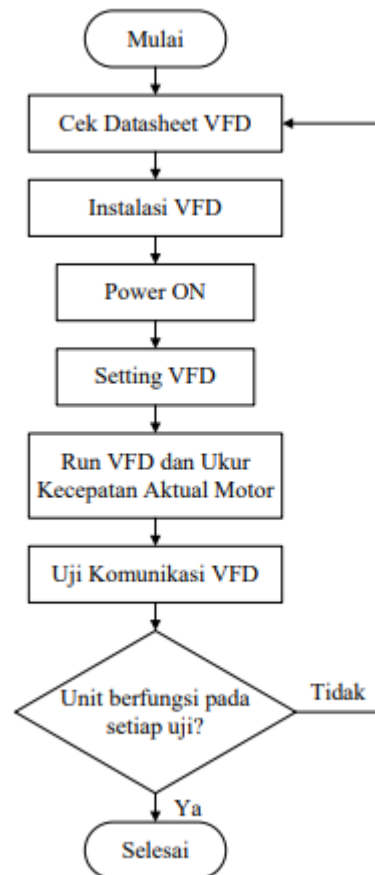 Mulai
Cek Datasheet VFD
Instalasi VFD
Power ON
Setting VFD
Run VFD dan Ukur
Kecepatan Aktual Motor
Uji Komunikasi VFD
Unit berfungsi pada
setiap uji?
Tidak
Ya
Selesai